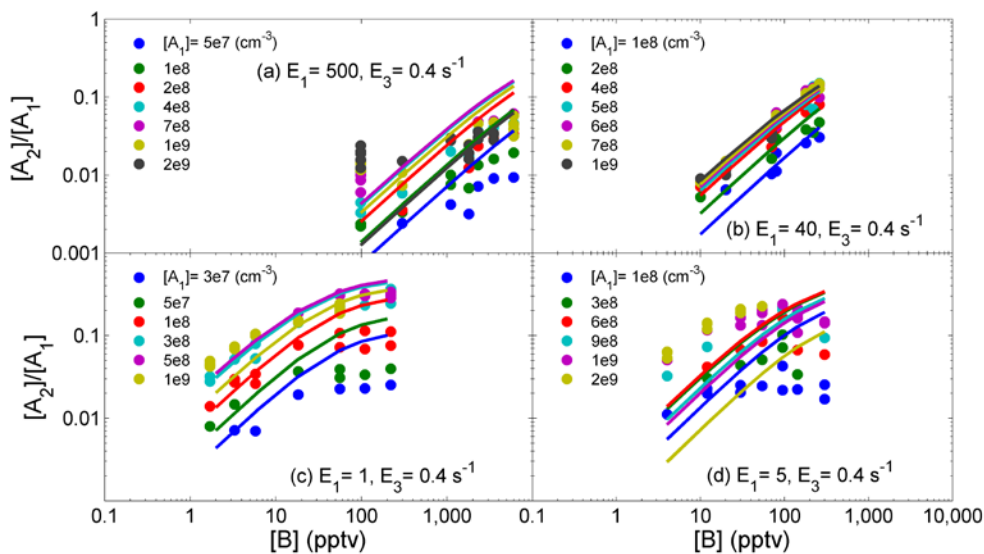 [A₂]/[A₁]
1
0.1
0.01
0.001
[A₁]= 5e7 (cm⁻³)
1e8
2e8
4e8
7e8
1e9
2e9
(a) E₁= 500, E₃= 0.4 s⁻¹
[A₁]= 1e8 (cm⁻³)
2e8
4e8
5e8
6e8
7e8
1e9
(b) E₁= 40, E₃= 0.4 s⁻¹
[A₂]/[A₁]
1
0.1
0.01
[A₁]= 3e7 (cm⁻³)
5e7
1e8
3e8
5e8
1e9
(c) E₁= 1, E₃= 0.4 s⁻¹
[A₁]= 1e8 (cm⁻³)
3e8
6e8
9e8
1e9
2e9
(d) E₁= 5, E₃= 0.4 s⁻¹
0.1 1 10 100 1,000 0.1 1 10 100 1,000 10,000
[B] (pptv) [B] (pptv)